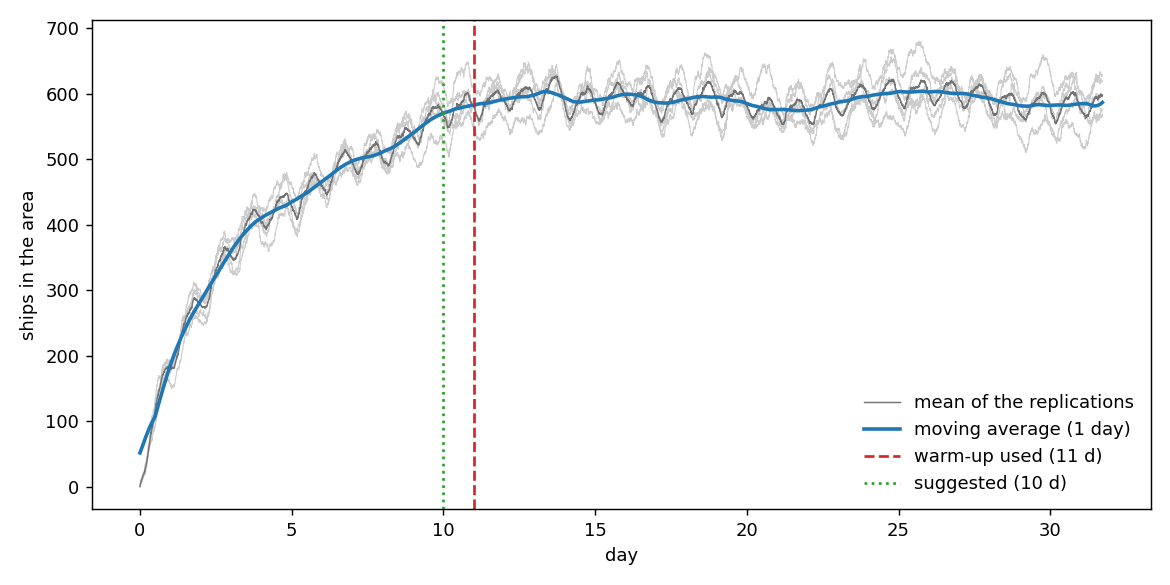 700
600
500
400
300
200
100
0
ships in the area
mean of the replications
moving average (1 day)
warm-up used (11 d)
suggested (10 d)
0 5 10 15 20 25 30
day